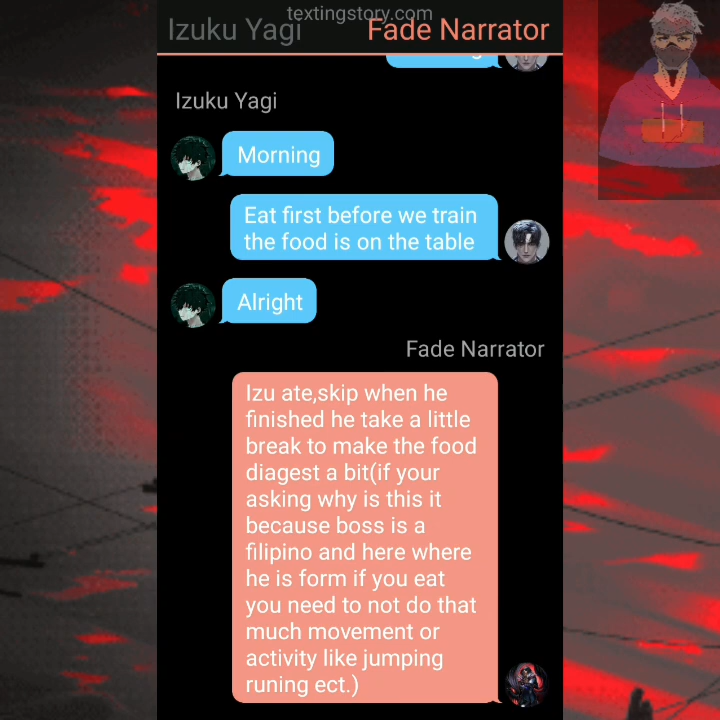 textingstory.com
Izuku Yagi
Fade Narrator
Izuku Yagi
Morning
Eat first before we train
the food is on the table
Alright
Fade Narrator
Izu ate,skip when he
finished he take a little
break to make the food
diagest a bit(if your
asking why is this it
because boss is a
filipino and here where
he is form if you eat
you need to not do that
much movement or
activity like jumping
runing ect.)